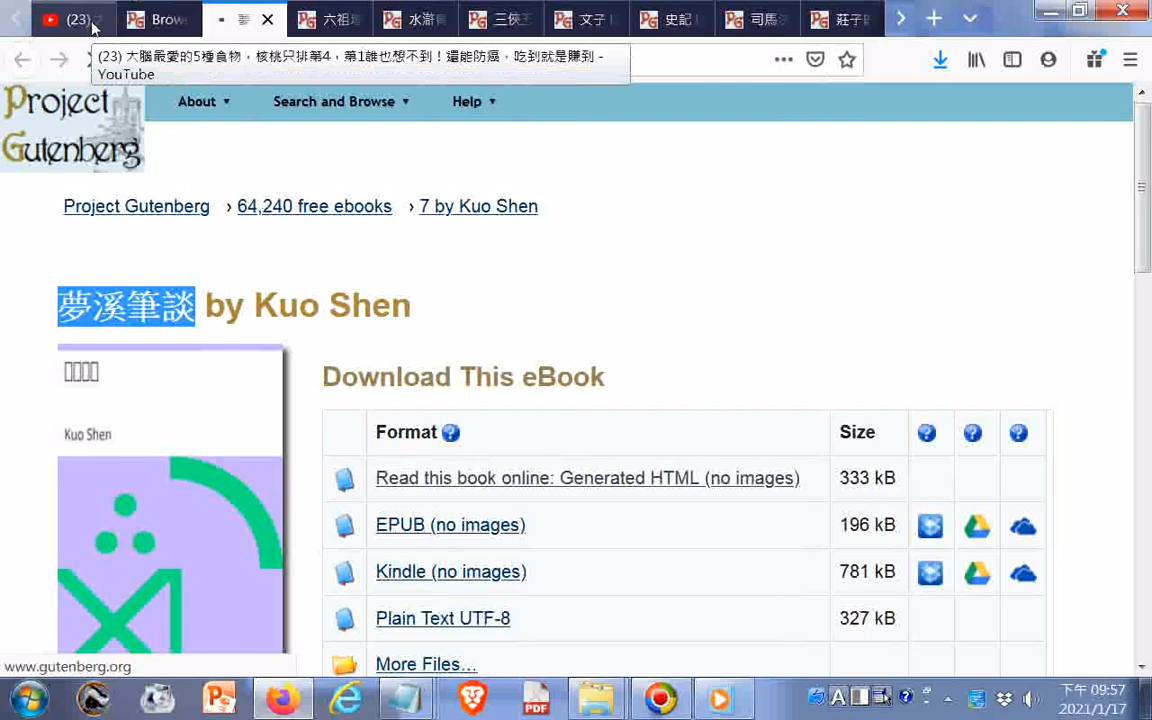 (23)
Brow
夢
六祖
水滸
三俠
文子
史記
司馬
莊子
(23) 大腦最愛的5種食物，核桃只排第4，第1誰也想不到！還能防癌，吃到就是賺到 -
YouTube
Project
Gutenberg
About ▼
Search and Browse ▼
Help ▼
Project Gutenberg › 64,240 free ebooks › 7 by Kuo Shen
夢溪筆談 by Kuo Shen
Kuo Shen
Download This eBook
Format ? Size ? ? ?
Read this book online: Generated HTML (no images) 333 kB
EPUB (no images) 196 kB
Kindle (no images) 781 kB
Plain Text UTF-8 327 kB
More Files…
www.gutenberg.org
PDF
A
下午 09:57
2021/1/17